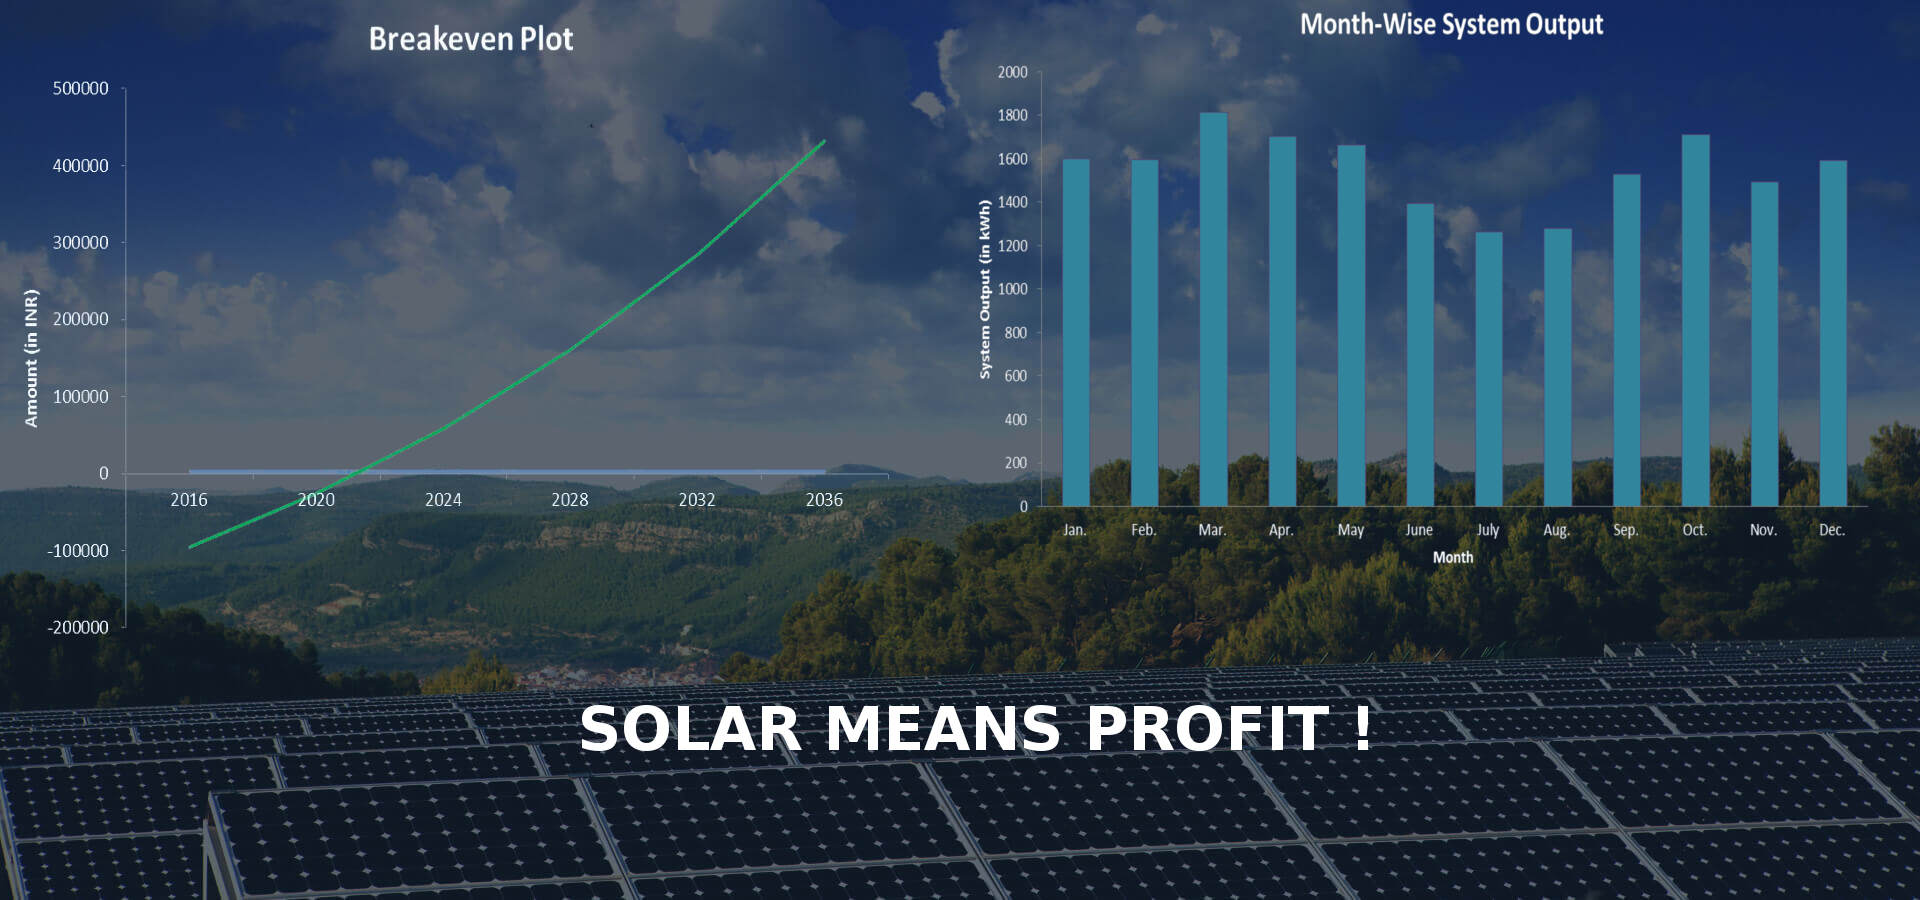 Breakeven Plot
500000
400000
300000
200000
100000
0
-100000
-200000
Amount (in INR)
2016 2020 2024 2028 2032 2036
Month-Wise System Output
2000
1800
1600
1400
1200
1000
800
600
400
200
0
System Output (in kWh)
Jan. Feb. Mar. Apr. May June July Aug. Sep. Oct. Nov. Dec.
Month
SOLAR MEANS PROFIT !